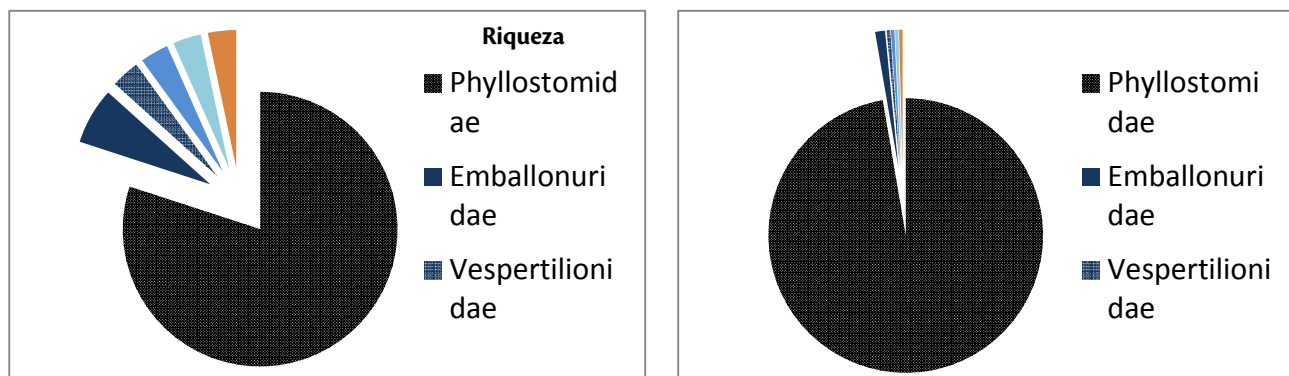 Riqueza
Phyllostomid
ae
Emballonuri
dae
Vespertilioni
dae
Phyllostomi
dae
Emballonuri
dae
Vespertilioni
dae